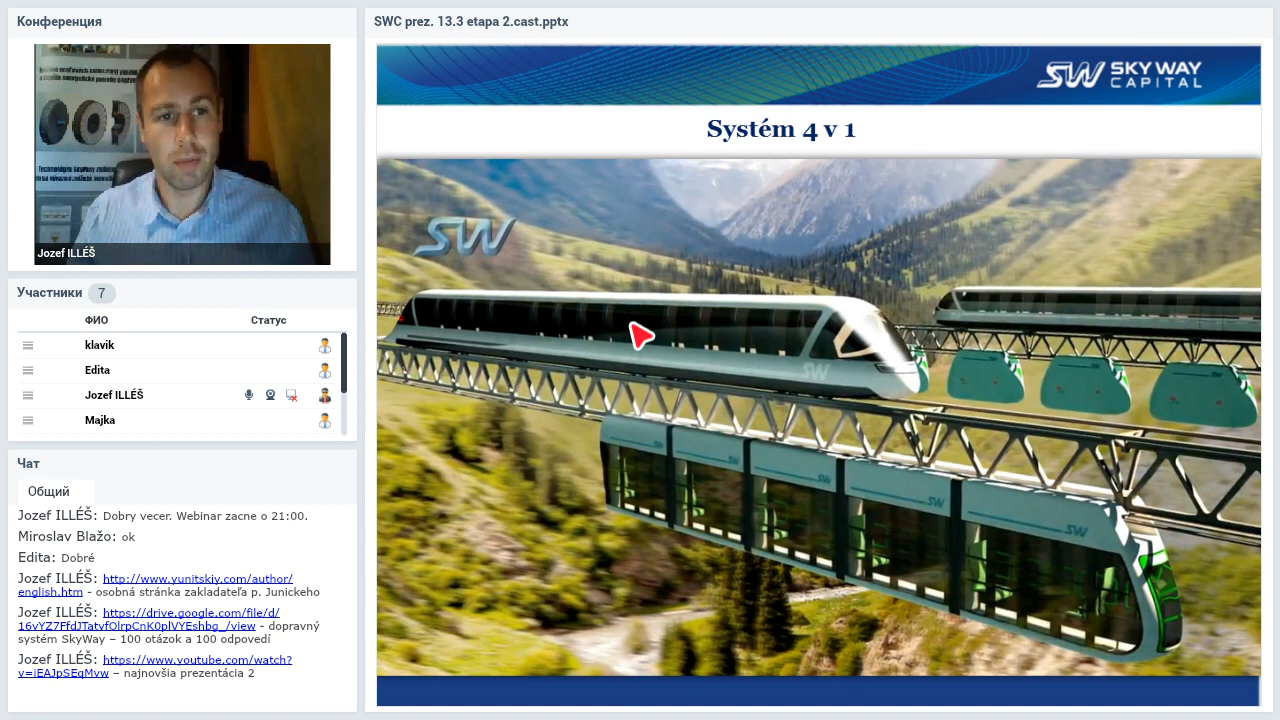 Конференция
Jozef ILLÉŠ
Участники 7
ФИО Статус
klavik
Edita
Jozef ILLÉŠ
Majka
Чат
Общий
Jozef ILLÉŠ: Dobry vecer. Webinar zacne o 21:00.
Miroslav Blažo: ok
Edita: Dobré
Jozef ILLÉŠ: http://www.yunitskiy.com/author/
english.htm - osobná stránka zakladateľa p. Junickeho
Jozef ILLÉŠ: https://drive.google.com/file/d/
16vYZ7FfdJTatvfOlrpCnK0plVYEshbg_/view - dopravný
systém SkyWay – 100 otázok a 100 odpovedí
Jozef ILLÉŠ: https://www.youtube.com/watch?
v=iEAJpSEqMvw – najnovšia prezentácia 2
SWC prez. 13.3 etapa 2.cast.pptx
SW SKY WAY
CAPITAL
Systém 4 v 1
SW
SW
SW
SW
SW
SW
SW